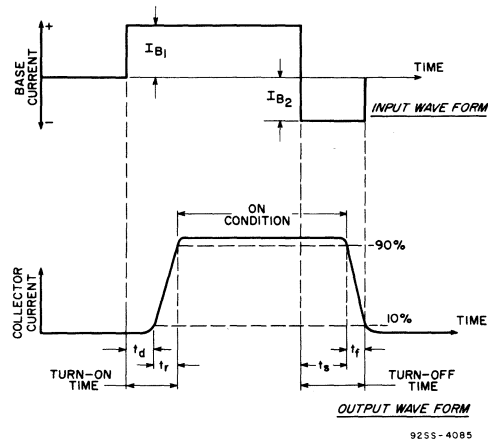 +
BASE
CURRENT
−
I_B1
I_B2
TIME
INPUT WAVE FORM
ON
CONDITION
90%
COLLECTOR
CURRENT
10%
TIME
t_d
t_r
t_s
t_f
TURN-ON
TIME
TURN-OFF
TIME
OUTPUT WAVE FORM
92SS-4085